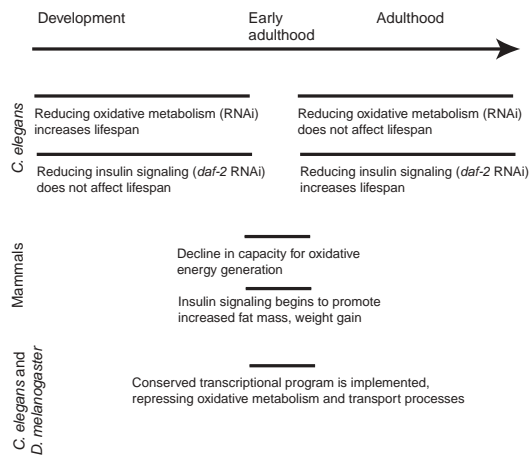 Development
Early
adulthood
Adulthood
C. elegans
Reducing oxidative metabolism (RNAi)
increases lifespan
Reducing oxidative metabolism (RNAi)
does not affect lifespan
Reducing insulin signaling (daf-2 RNAi)
does not affect lifespan
Reducing insulin signaling (daf-2 RNAi)
increases lifespan
Mammals
Decline in capacity for oxidative
energy generation
Insulin signaling begins to promote
increased fat mass, weight gain
C. elegans and
D. melanogaster
Conserved transcriptional program is implemented,
repressing oxidative metabolism and transport processes